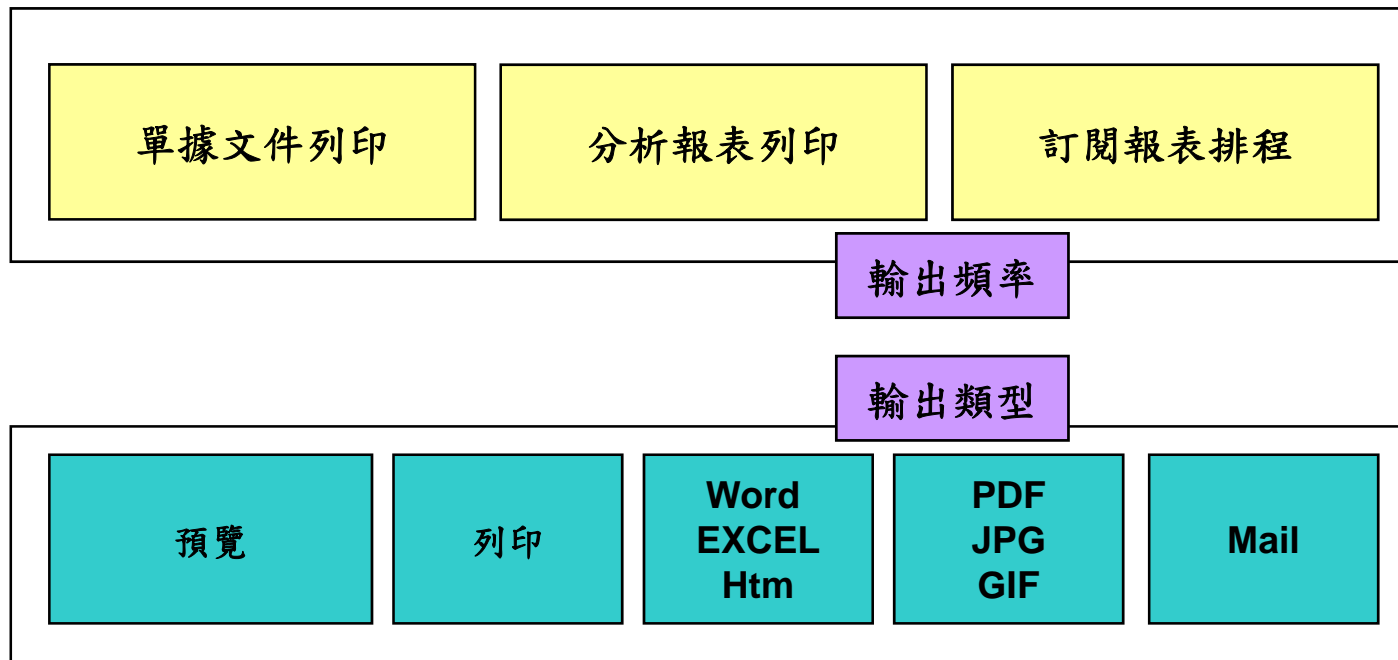 單據文件列印
分析報表列印
訂閱報表排程
輸出頻率
輸出類型
預覽
列印
Word
EXCEL
Htm
PDF
JPG
GIF
Mail